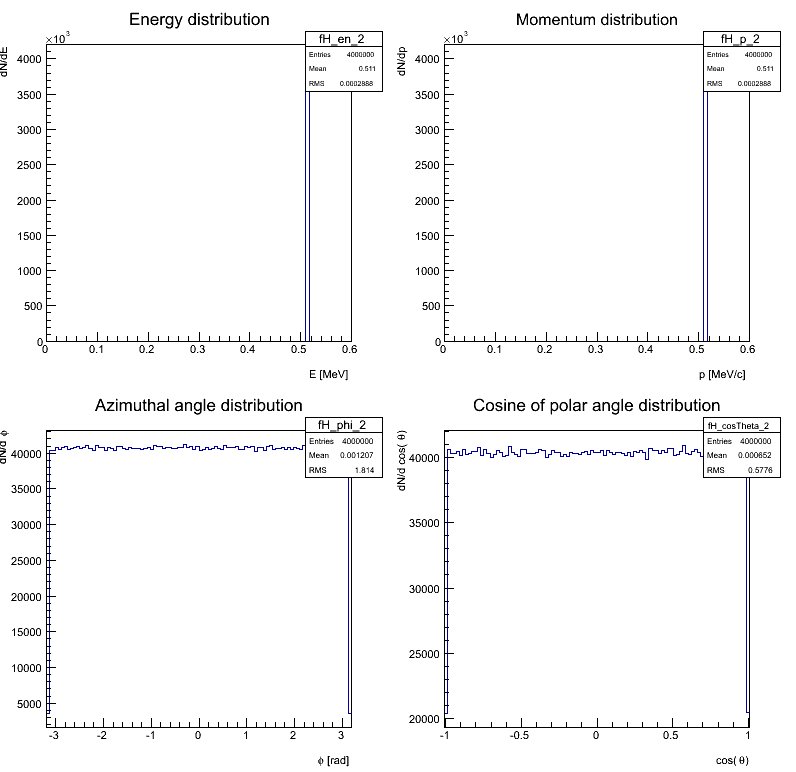 Energy distribution
×10³
dN/dE
fH_en_2
Entries 4000000
Mean 0.511
RMS 0.0002888
4000
3500
3000
2500
2000
1500
1000
500
0
0 0.1 0.2 0.3 0.4 0.5 0.6
E [MeV]
Momentum distribution
×10³
dN/dp
fH_p_2
Entries 4000000
Mean 0.511
RMS 0.0002888
4000
3500
3000
2500
2000
1500
1000
500
0
0 0.1 0.2 0.3 0.4 0.5 0.6
p [MeV/c]
Azimuthal angle distribution
dN/d ϕ
fH_phi_2
Entries 4000000
Mean 0.001207
RMS 1.814
40000
35000
30000
25000
20000
15000
10000
5000
-3 -2 -1 0 1 2 3
ϕ [rad]
Cosine of polar angle distribution
dN/d cos( θ)
fH_cosTheta_2
Entries 4000000
Mean 0.000652
RMS 0.5776
40000
35000
30000
25000
20000
-1 -0.5 0 0.5 1
cos( θ)